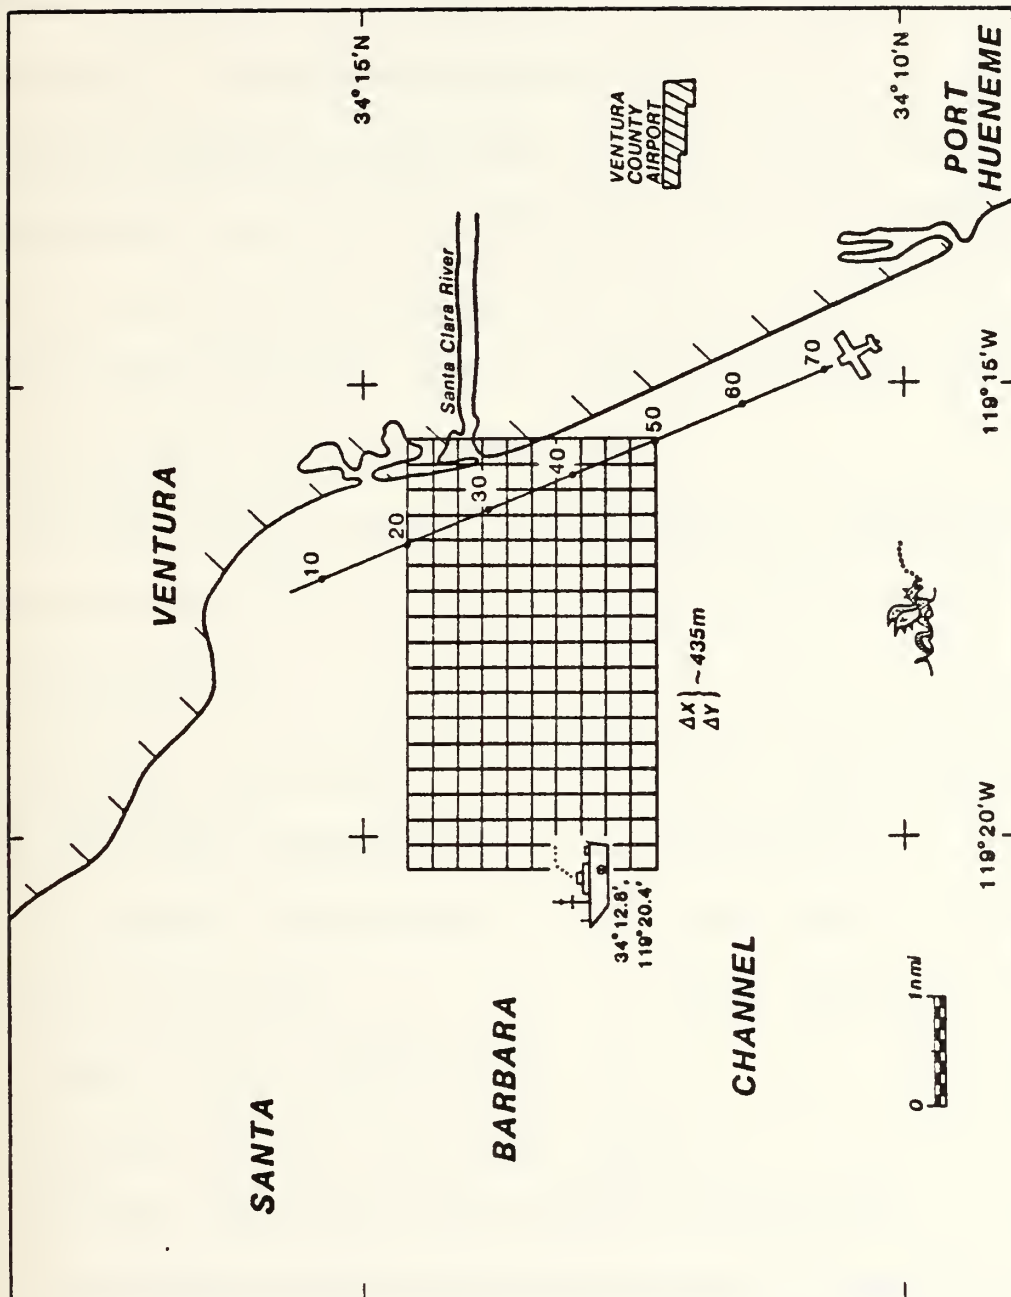 34°15'N
34°10'N
VENTURA
COUNTY
AIRPORT
PORT
HUENEME
Santa Clara River
VENTURA
10
20
30
40
50
60
70
119°15'W
ΔX } ~435m
ΔY
119°20'W
34°12.8',
119°20.4'
SANTA
BARBARA
CHANNEL
0
1nmi